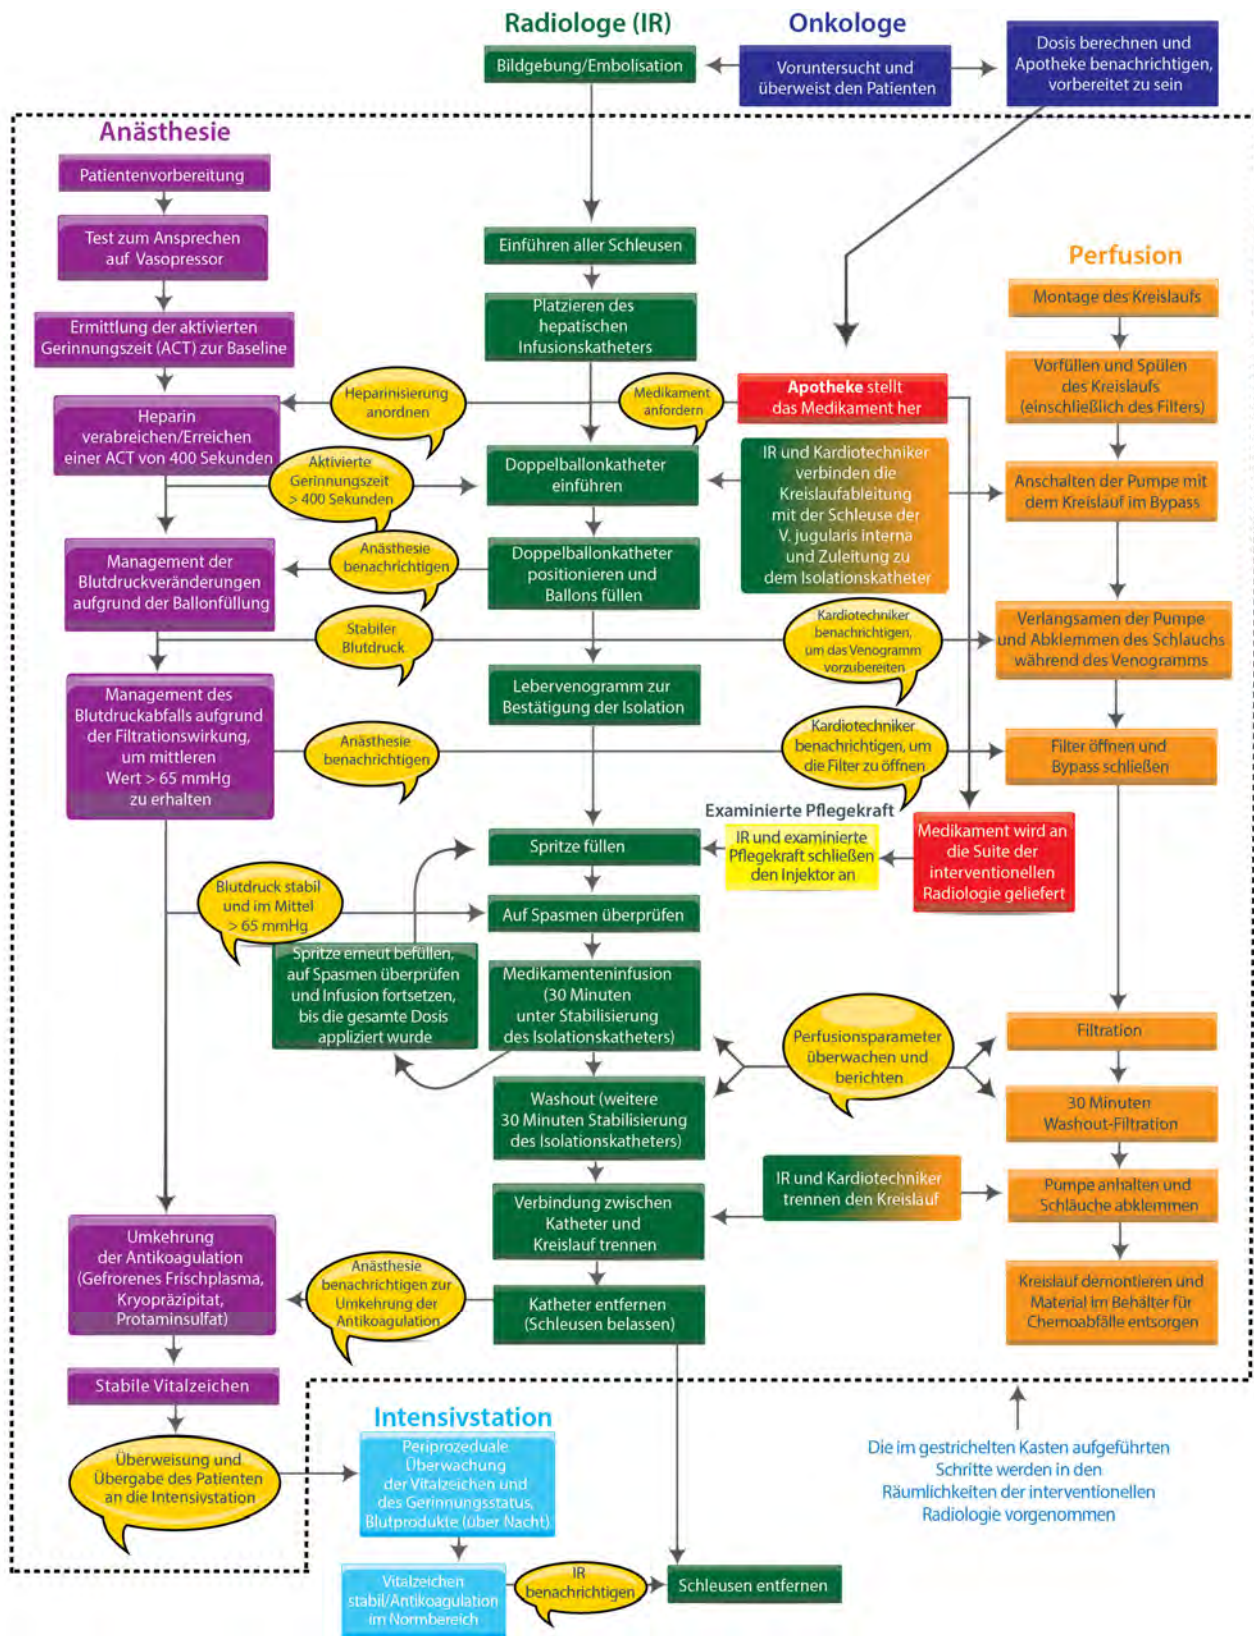 Radiologe (IR)
Onkologe
Bildgebung/Embolisation
Voruntersucht und
überweist den Patienten
Dosis berechnen und
Apotheke benachrichtigen,
vorbereitet zu sein
Anästhesie
Patientenvorbereitung
Test zum Ansprechen
auf Vasopressor
Ermittlung der aktivierten
Gerinnungszeit (ACT) zur Baseline
Heparin
verabreichen/Erreichen
einer ACT von 400 Sekunden
Management der
Blutdruckveränderungen
aufgrund der Ballonfüllung
Management des
Blutdruckabfalls aufgrund
der Filtrationswirkung,
um mittleren
Wert > 65 mmHg
zu erhalten
Umkehrung
der Antikoagulation
(Gefrorenes Frischplasma,
Kryopräzipitat,
Protaminsulfat)
Stabile Vitalzeichen
Überweisung und
Übergabe des Patienten
an die Intensivstation
Heparinisierung
anordnen
Medikament
anfordern
Aktivierte
Gerinnungszeit
> 400 Sekunden
Anästhesie
benachrichtigen
Stabiler
Blutdruck
Anästhesie
benachrichtigen
Blutdruck stabil
und im Mittel
> 65 mmHg
Spritze erneut befüllen,
auf Spasmen überprüfen
und Infusion fortsetzen,
bis die gesamte Dosis
appliziert wurde
Anästhesie
benachrichtigen zur
Umkehrung der
Antikoagulation
Einführen aller Schleusen
Platzieren des
hepatischen
Infusionskatheters
Doppelballonkatheter
einführen
Doppelballonkatheter
positionieren und
Ballons füllen
Lebervenogramm zur
Bestätigung der Isolation
Spritze füllen
Auf Spasmen überprüfen
Medikamenteninfusion
(30 Minuten
unter Stabilisierung
des Isolationskatheters)
Washout (weitere
30 Minuten Stabilisierung
des Isolationskatheters)
Verbindung zwischen
Katheter und
Kreislauf trennen
Katheter entfernen
(Schleusen belassen)
Apotheke stellt
das Medikament her
IR und Kardiotechniker
verbinden die
Kreislaufableitung
mit der Schleuse der
V. jugularis interna
und Zuleitung zu
dem Isolationskatheter
Kardiotechniker
benachrichtigen,
um das Venogramm
vorzubereiten
Kardiotechniker
benachrichtigen, um
die Filter zu öffnen
Examinierte Pflegekraft
IR und examinierte
Pflegekraft schließen
den Injektor an
Medikament wird an
die Suite der
interventionellen
Radiologie geliefert
Perfusionsparameter
überwachen und
berichten
IR und Kardiotechniker
trennen den Kreislauf
Perfusion
Montage des Kreislaufs
Vorfüllen und Spülen
des Kreislaufs
(einschließlich des Filters)
Anschalten der Pumpe mit
dem Kreislauf im Bypass
Verlangsamen der Pumpe
und Abklemmen des Schlauchs
während des Venogramms
Filter öffnen und
Bypass schließen
Filtration
30 Minuten
Washout-Filtration
Pumpe anhalten und
Schläuche abklemmen
Kreislauf demontieren und
Material im Behälter für
Chemoabfälle entsorgen
Intensivstation
Periprozeduale
Überwachung
der Vitalzeichen und
des Gerinnungsstatus,
Blutprodukte (über Nacht)
Vitalzeichen
stabil/Antikoagulation
im Normbereich
IR
benachrichtigen
Schleusen entfernen
Die im gestrichelten Kasten aufgeführten
Schritte werden in den
Räumlichkeiten der interventionellen
Radiologie vorgenommen